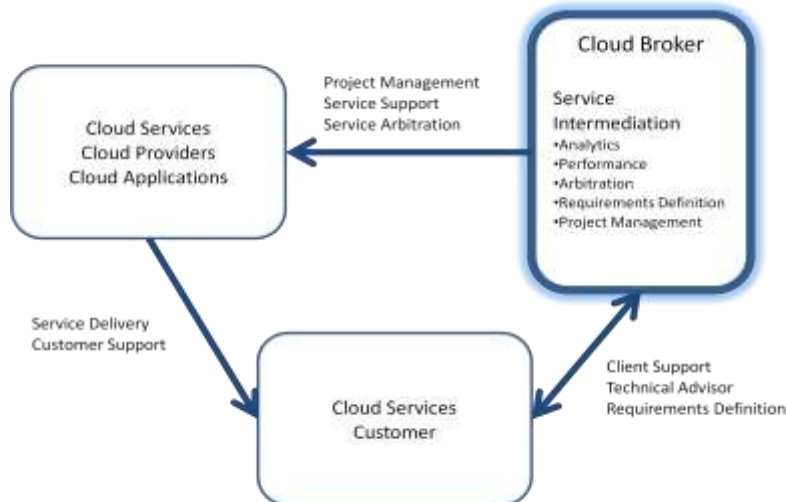 Cloud Broker
Service
Intermediation
•Analytics
•Performance
•Arbitration
•Requirements Definition
•Project Management
Project Management
Service Support
Service Arbitration
Cloud Services
Cloud Providers
Cloud Applications
Service Delivery
Customer Support
Client Support
Technical Advisor
Requirements Definition
Cloud Services
Customer